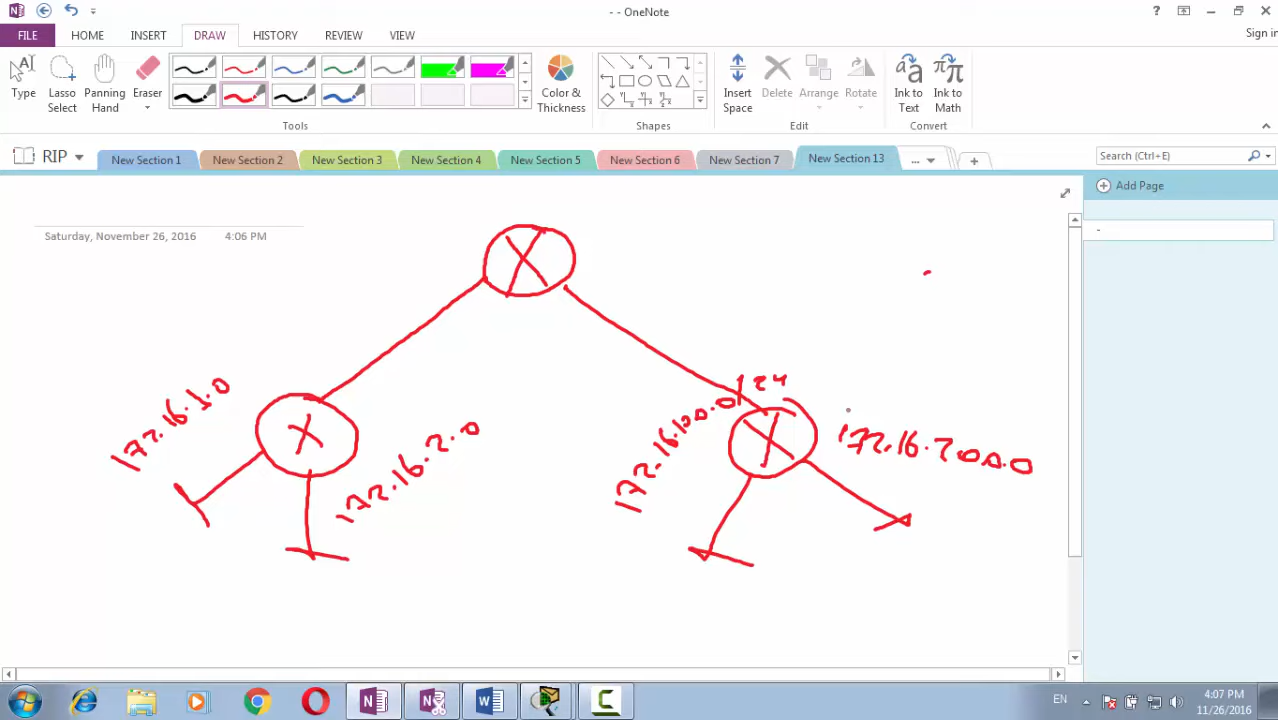 - - OneNote
?
FILE HOME INSERT DRAW HISTORY REVIEW VIEW
Sign in
Type
Lasso Select
Panning Hand
Eraser
Color & Thickness
Insert Space
Delete
Arrange
Rotate
Ink to Text
Ink to Math
Tools
Shapes
Edit
Convert
RIP
New Section 1
New Section 2
New Section 3
New Section 4
New Section 5
New Section 6
New Section 7
New Section 13
...
Search (Ctrl+E)
Add Page
-
Saturday, November 26, 2016 4:06 PM
172.16.1.0
172.16.2.0
172.16.100.0/24
172.16.200.0
EN
4:07 PM
11/26/2016